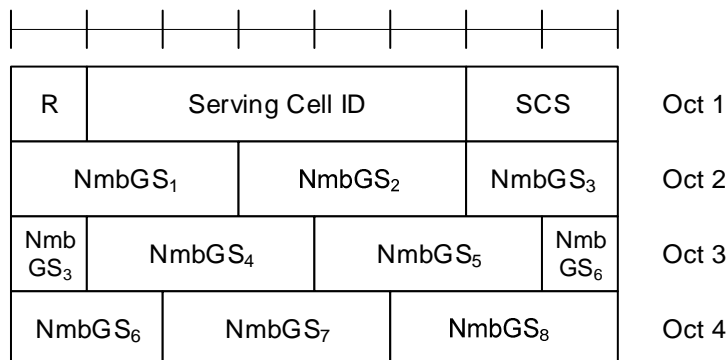 R Serving Cell ID SCS Oct 1
NmbGS₁ NmbGS₂ NmbGS₃ Oct 2
Nmb GS₃ NmbGS₄ NmbGS₅ Nmb GS₆ Oct 3
NmbGS₆ NmbGS₇ NmbGS₈ Oct 4